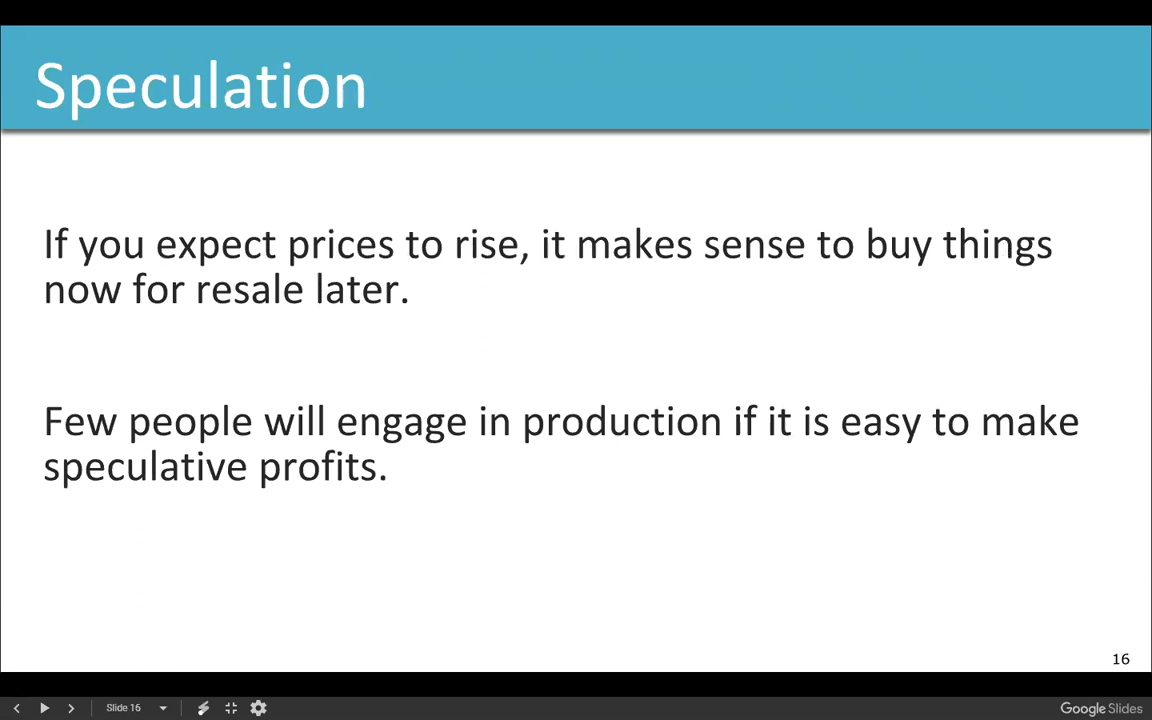 Speculation
If you expect prices to rise, it makes sense to buy things
now for resale later.
Few people will engage in production if it is easy to make
speculative profits.
16
Slide 16
Google Slides